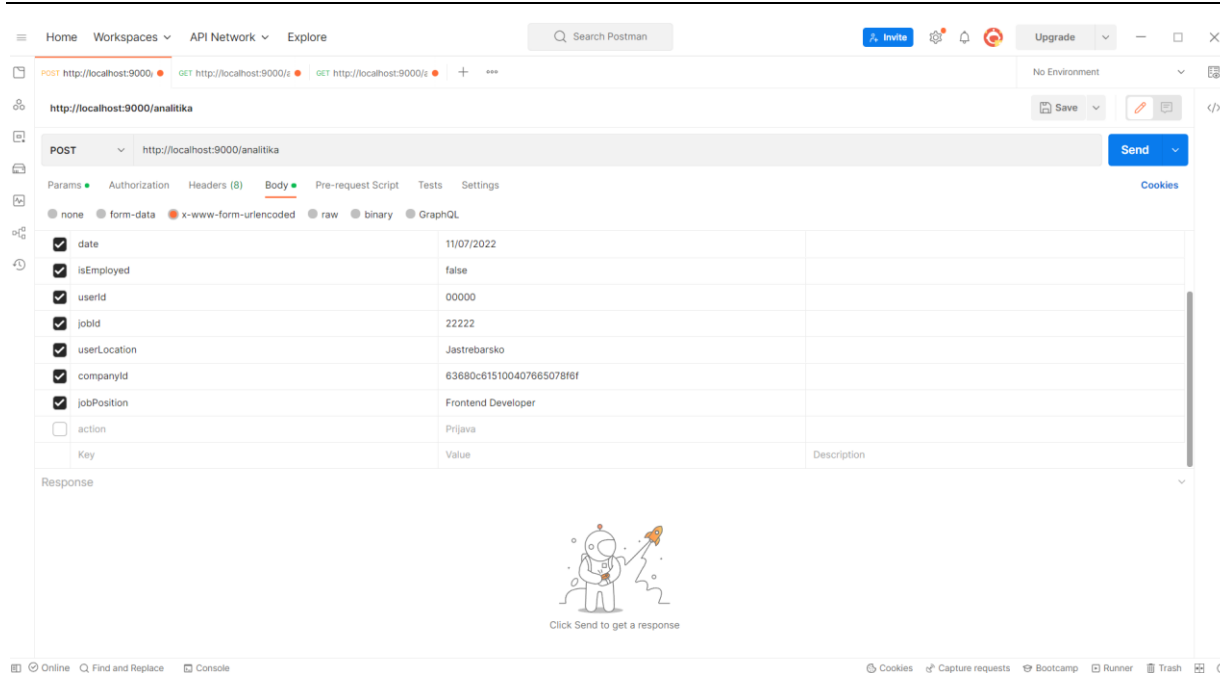 Home Workspaces API Network Explore Search Postman Invite Upgrade
POST http://localhost:9000/ GET http://localhost:9000/a GET http://localhost:9000/a No Environment
http://localhost:9000/analitika Save
POST http://localhost:9000/analitika Send
Params Authorization Headers (8) Body Pre-request Script Tests Settings Cookies
none form-data x-www-form-urlencoded raw binary GraphQL
date 11/07/2022
isEmployed false
userId 00000
jobId 22222
userLocation Jastrebarsko
companyId 63680c615100407665078f6f
jobPosition Frontend Developer
action Prijava
Key Value Description
Response
Click Send to get a response
Online Find and Replace Console Cookies Capture requests Bootcamp Runner Trash